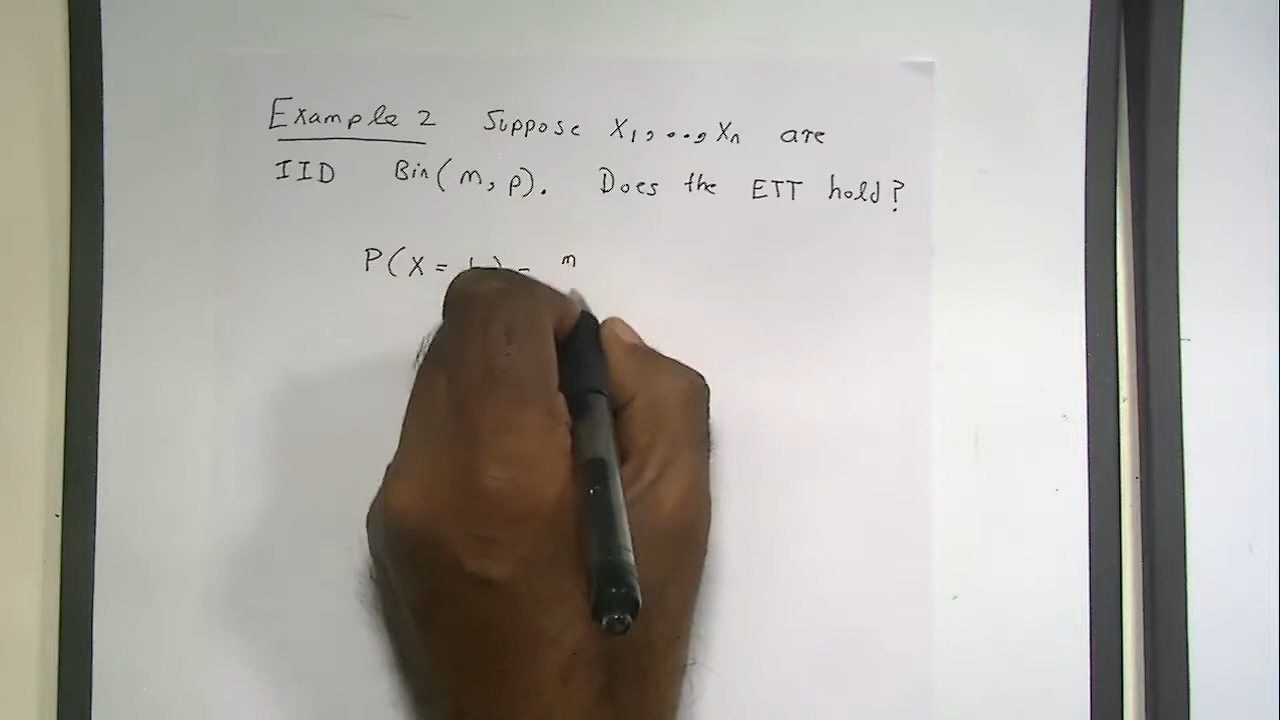 Example 2 Suppose X₁,...,Xₙ are
IID Bin(m, p). Does the ETT hold?
P(X = m